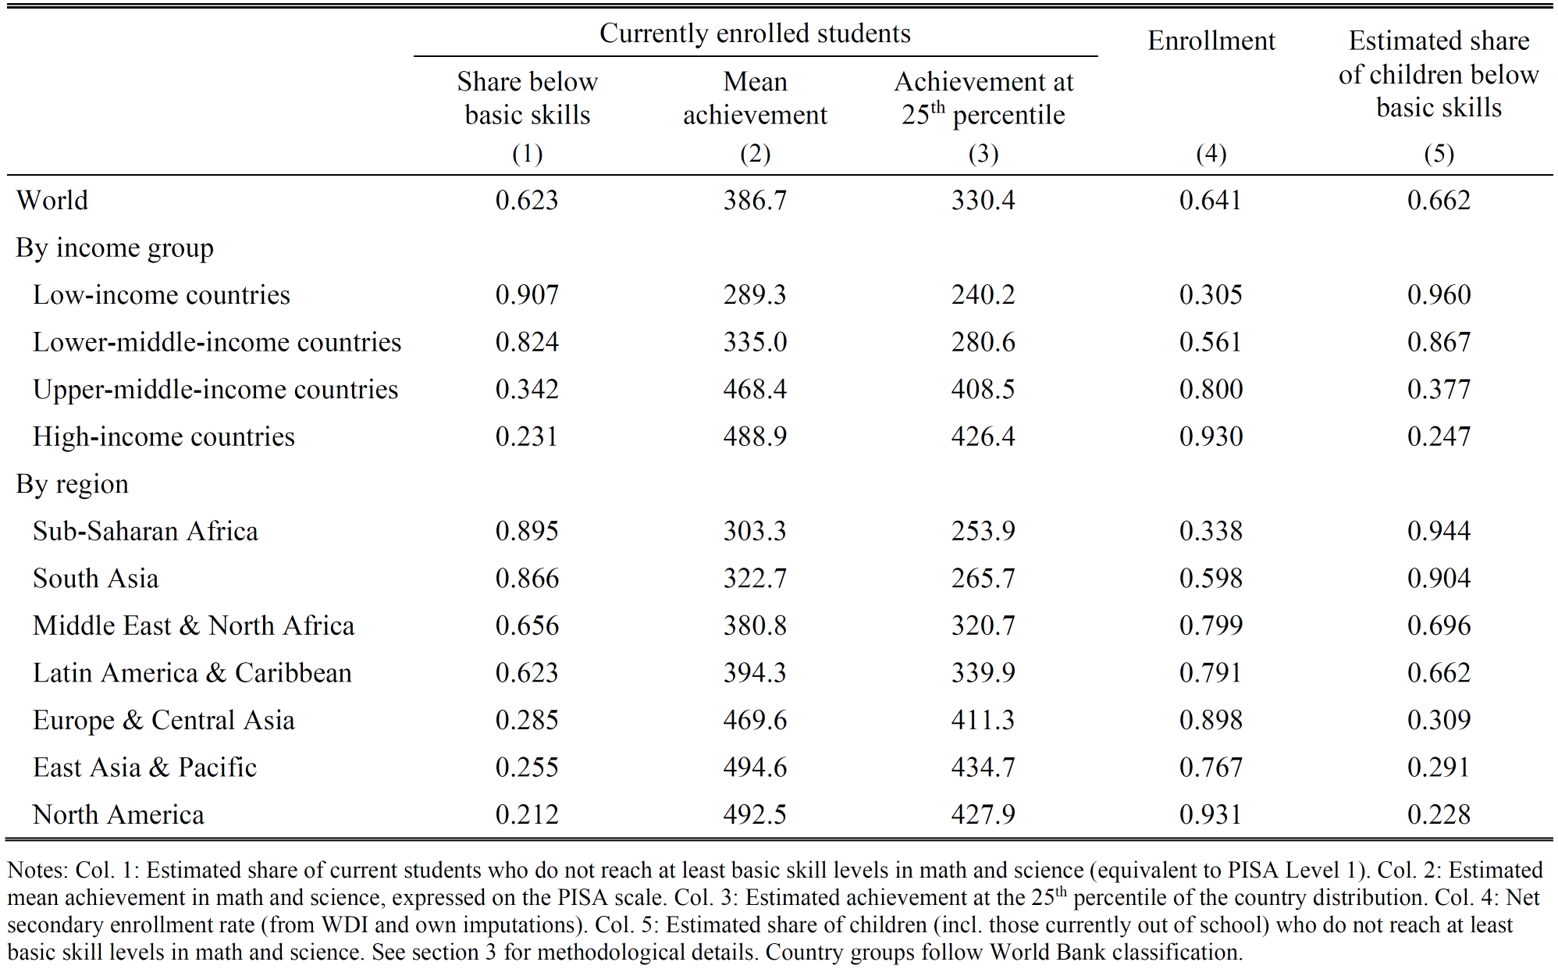 Currently enrolled students Enrollment Estimated share of children below basic skills
Share below basic skills Mean achievement Achievement at 25th percentile
(1) (2) (3) (4) (5)
World 0.623 386.7 330.4 0.641 0.662
By income group
Low-income countries 0.907 289.3 240.2 0.305 0.960
Lower-middle-income countries 0.824 335.0 280.6 0.561 0.867
Upper-middle-income countries 0.342 468.4 408.5 0.800 0.377
High-income countries 0.231 488.9 426.4 0.930 0.247
By region
Sub-Saharan Africa 0.895 303.3 253.9 0.338 0.944
South Asia 0.866 322.7 265.7 0.598 0.904
Middle East & North Africa 0.656 380.8 320.7 0.799 0.696
Latin America & Caribbean 0.623 394.3 339.9 0.791 0.662
Europe & Central Asia 0.285 469.6 411.3 0.898 0.309
East Asia & Pacific 0.255 494.6 434.7 0.767 0.291
North America 0.212 492.5 427.9 0.931 0.228
Notes: Col. 1: Estimated share of current students who do not reach at least basic skill levels in math and science (equivalent to PISA Level 1). Col. 2: Estimated
mean achievement in math and science, expressed on the PISA scale. Col. 3: Estimated achievement at the 25th percentile of the country distribution. Col. 4: Net
secondary enrollment rate (from WDI and own imputations). Col. 5: Estimated share of children (incl. those currently out of school) who do not reach at least
basic skill levels in math and science. See section 3 for methodological details. Country groups follow World Bank classification.